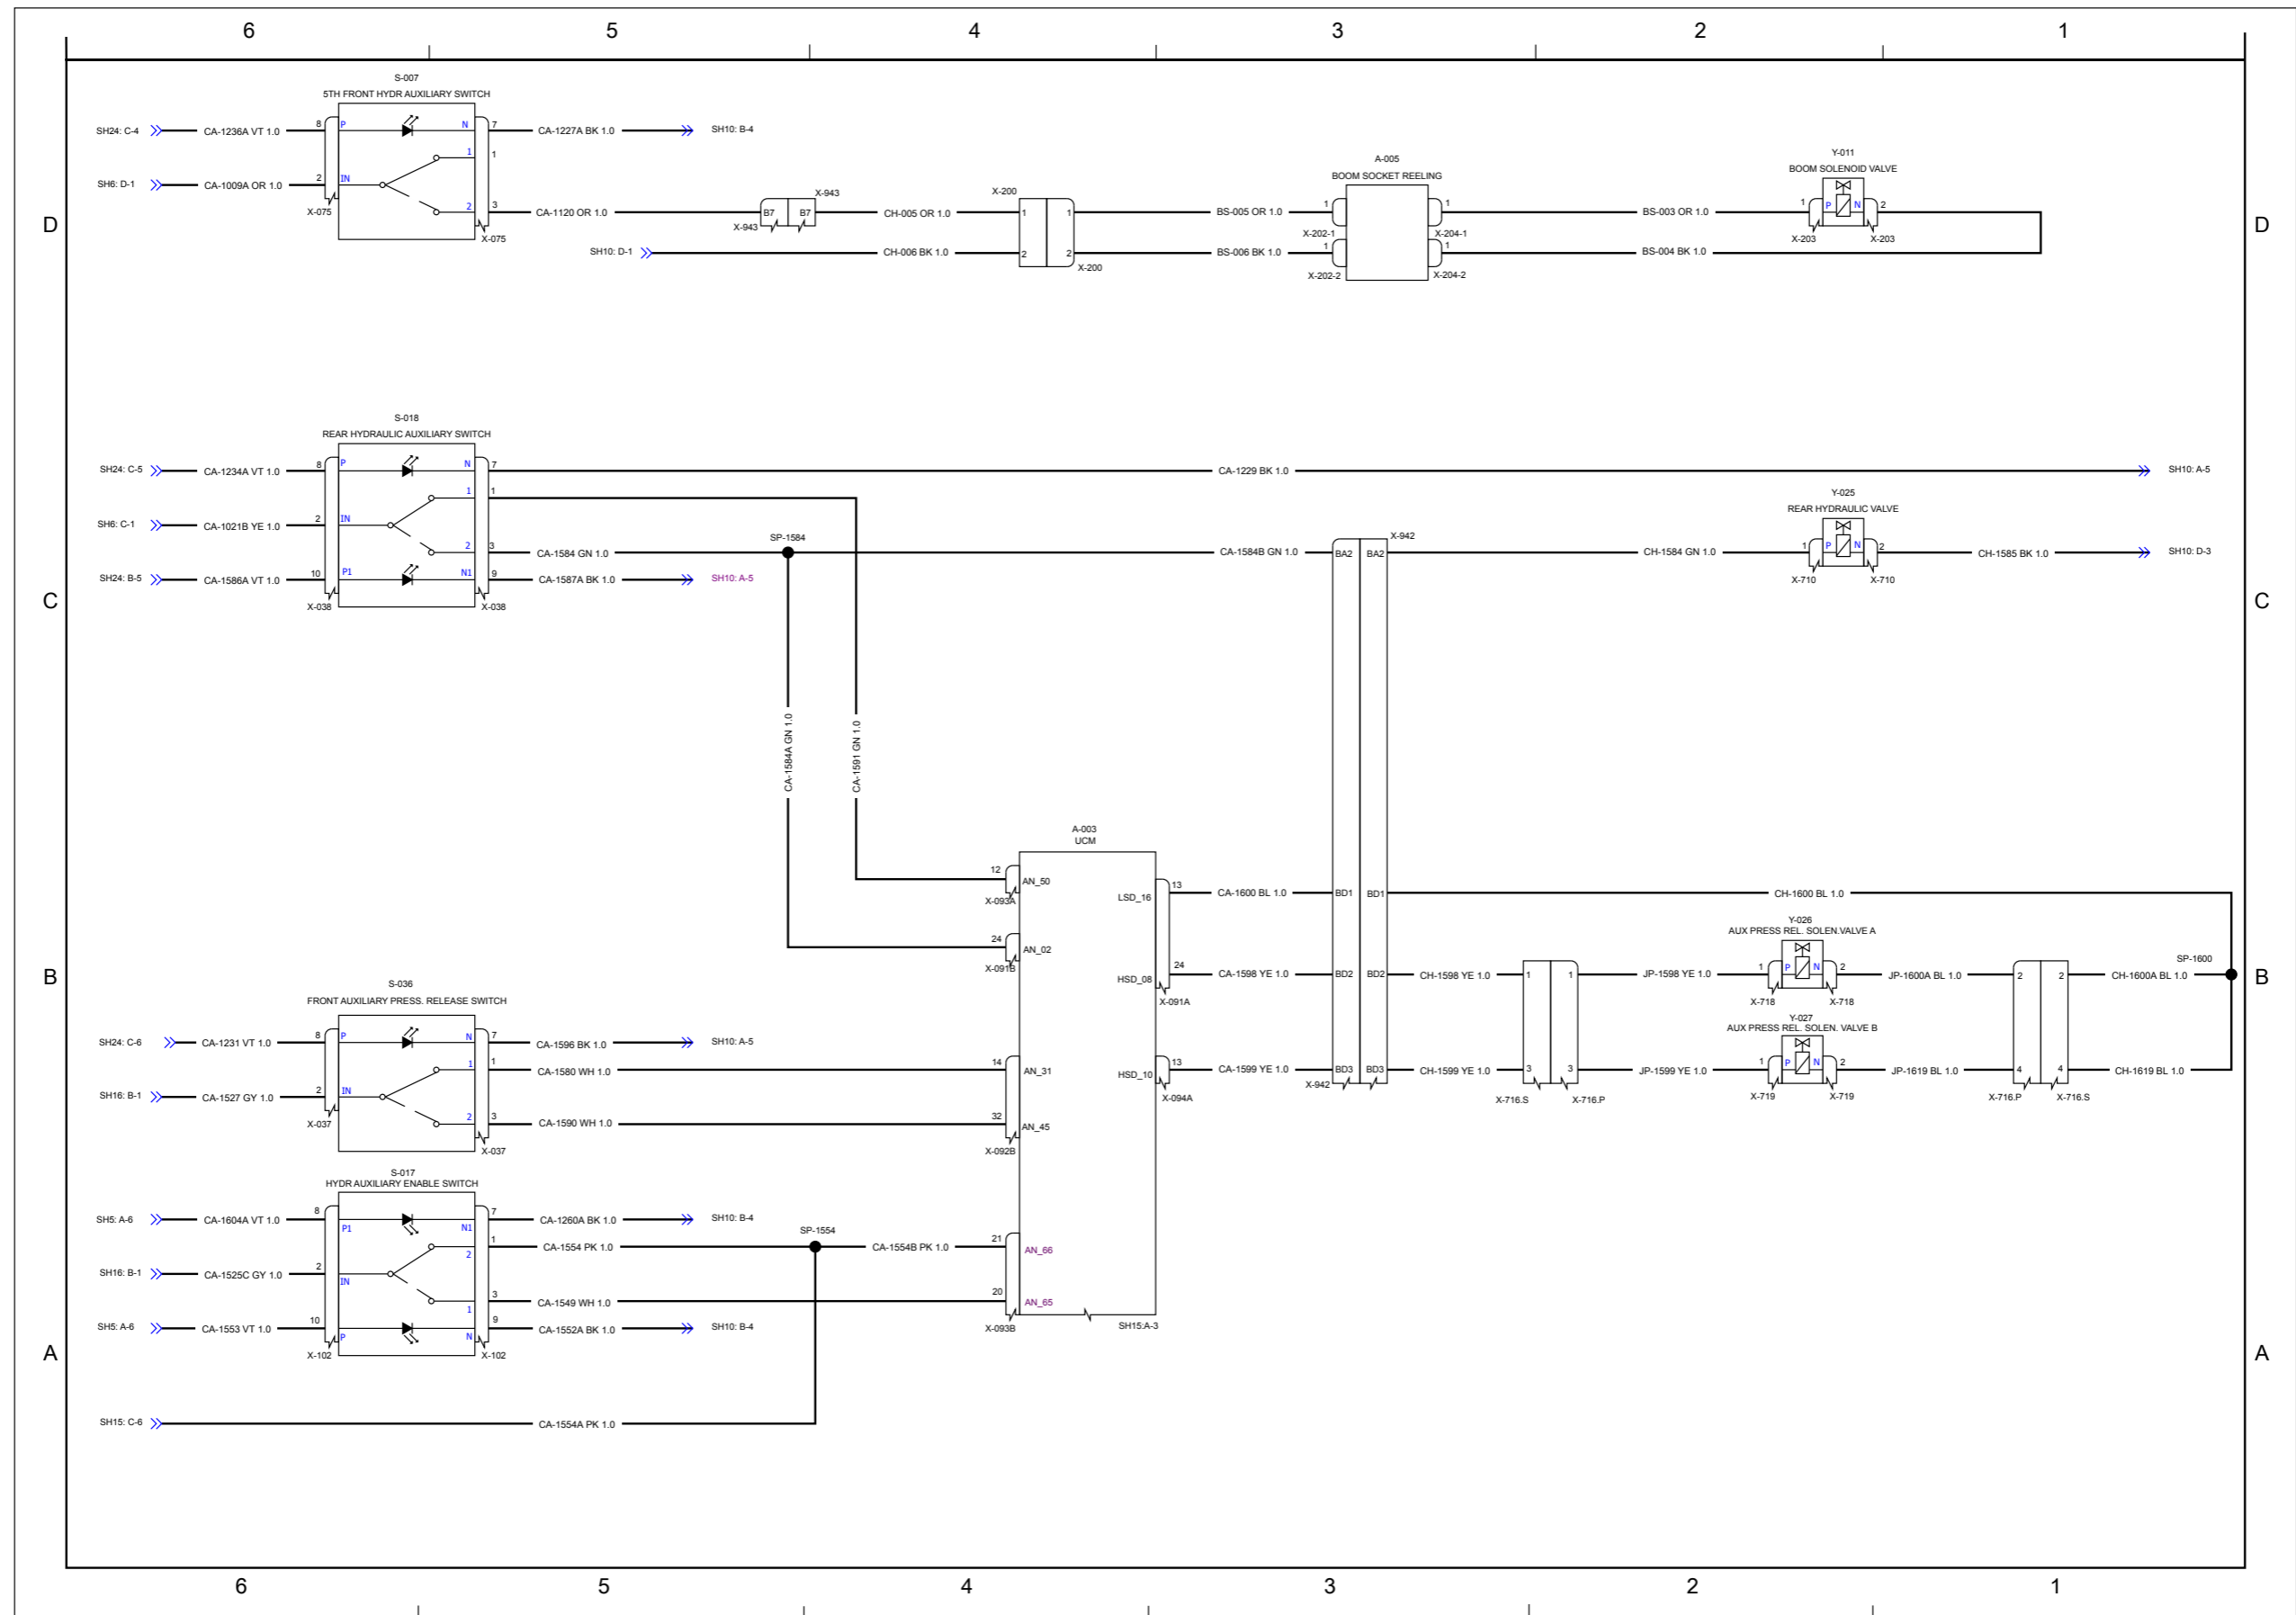 6 5 4 3 2 1
S-007
5TH FRONT HYDR AUXILIARY SWITCH
SH24: C-4 CA-1236A VT 1.0 8 P N 7 CA-1227A BK 1.0 SH10: B-4
1 1
SH6: D-1 CA-1009A OR 1.0 2 IN
X-075 2 3 CA-1120 OR 1.0
X-075
X-943
B7 B7
X-943
CH-005 OR 1.0
SH10: D-1 CH-006 BK 1.0
X-200
1 1
2 2
X-200
BS-005 OR 1.0
BS-006 BK 1.0
A-005
BOOM SOCKET REELING
1 1
X-202-1 X-204-1
1 1
X-202-2 X-204-2
BS-003 OR 1.0
BS-004 BK 1.0
Y-011
BOOM SOLENOID VALVE
1 P N 2
X-203 X-203
D D
S-018
REAR HYDRAULIC AUXILIARY SWITCH
SH24: C-5 CA-1234A VT 1.0 8 P N 7 CA-1229 BK 1.0 SH10: A-5
1 1
SH6: C-1 CA-1021B YE 1.0 2 IN
2 3 CA-1584 GN 1.0 SP-1584 CA-1584B GN 1.0
SH24: B-5 CA-1586A VT 1.0 10 P1 N1 9 CA-1587A BK 1.0 SH10: A-5
X-038 X-038
X-942
BA2 BA2
CH-1584 GN 1.0
Y-025
REAR HYDRAULIC VALVE
1 P N 2
X-710 X-710
CH-1585 BK 1.0 SH10: D-3
C C
CA-1584A GN 1.0
CA-1591 GN 1.0
A-003
UCM
12 AN_50
X-093A
24 AN_02
X-091B
LSD_16 13 CA-1600 BL 1.0 BD1 BD1 CH-1600 BL 1.0
HSD_08 24 CA-1598 YE 1.0 BD2 BD2 CH-1598 YE 1.0 1 1 JP-1598 YE 1.0
X-091A
Y-026
AUX PRESS REL. SOLEN.VALVE A
1 P N 2
X-718 X-718
JP-1600A BL 1.0 2 2 CH-1600A BL 1.0 SP-1600
B B
S-036
FRONT AUXILIARY PRESS. RELEASE SWITCH
SH24: C-6 CA-1231 VT 1.0 8 P N 7 CA-1596 BK 1.0 SH10: A-5
1 1 CA-1580 WH 1.0 14 AN_31
SH16: B-1 CA-1527 GY 1.0 2 IN
X-037 2 3 CA-1590 WH 1.0 32 AN_45
X-037 X-092B
HSD_10 13 CA-1599 YE 1.0 BD3 BD3 CH-1599 YE 1.0 3 3 JP-1599 YE 1.0
X-094A X-942 X-716.S X-716.P
Y-027
AUX PRESS REL. SOLEN. VALVE B
1 P N 2
X-719 X-719
JP-1619 BL 1.0 4 4 CH-1619 BL 1.0
X-716.P X-716.S
S-017
HYDR AUXILIARY ENABLE SWITCH
SH5: A-6 CA-1604A VT 1.0 8 P1 N1 7 CA-1260A BK 1.0 SH10: B-4
2 1 CA-1554 PK 1.0 SP-1554 CA-1554B PK 1.0 21 AN_66
SH16: B-1 CA-1525C GY 1.0 2 IN
1 3 CA-1549 WH 1.0 20 AN_65
SH5: A-6 CA-1553 VT 1.0 10 P N 9 CA-1552A BK 1.0 SH10: B-4
X-102 X-102 X-093B SH15:A-3
A A
SH15: C-6 CA-1554A PK 1.0
6 5 4 3 2 1